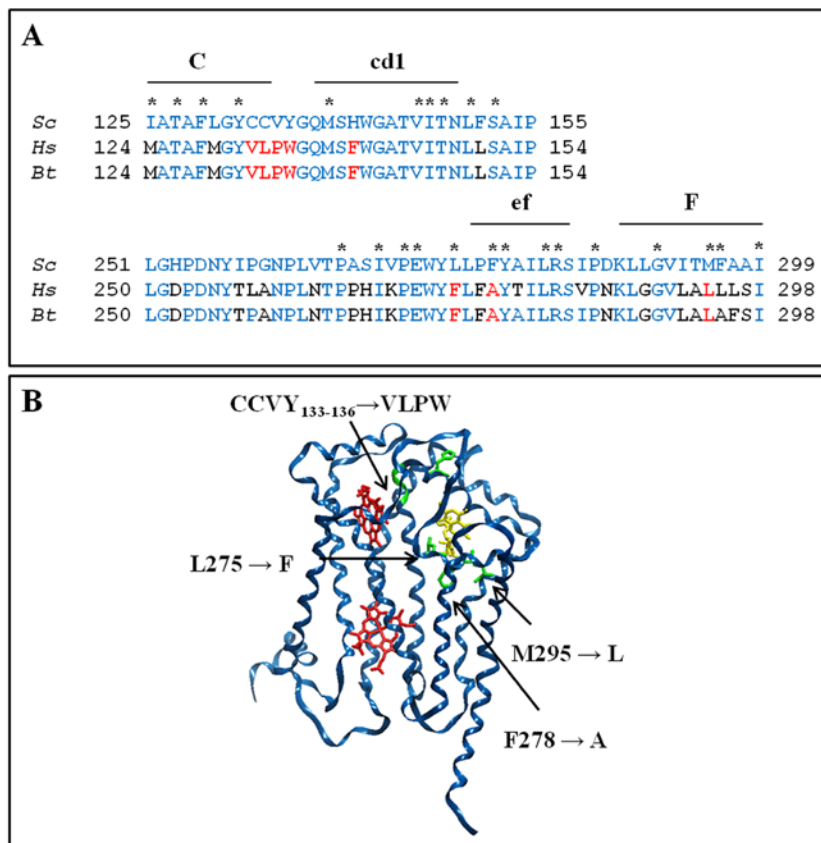 A
C cd1
* * * * * *** * *
Sc 125 IATAFLGYCCVYGQMSHWGATVITNLFSAIP 155
Hs 124 MATAFMGYVLPWGQMSFWGATVITNLLSAIP 154
Bt 124 MATAFMGYVLPWGQMSFWGATVITNLLSAIP 154
ef F
* * ** * ** ** * * ** *
Sc 251 LGHPDNYIPGNPLVTPASIVPEWYLLPFYAILRSIPDKLLGVITMFAAI 299
Hs 250 LGDPDNYTLANPLNTPPHIKPEWYFLFAYTILRSVPNKLGGVLALLLSI 298
Bt 250 LGDPDNYTPANPLNTPPHIKPEWYFLFAYAILRSIPNKLGGVLALAFSI 298
B
CCVY133-136→VLPW
L275 → F
M295 → L
F278 → A